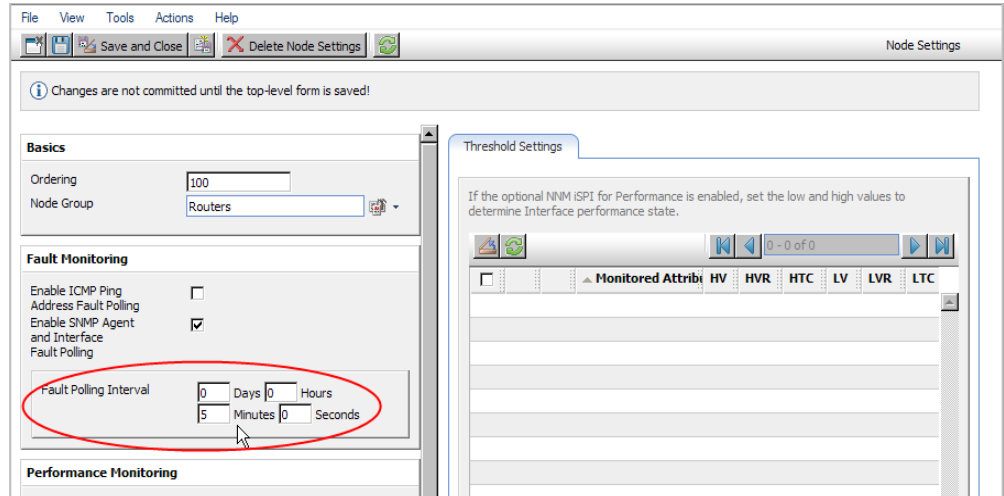 File View Tools Actions Help
Save and Close Delete Node Settings Node Settings
Changes are not committed until the top-level form is saved!
Basics
Ordering 100
Node Group Routers
Fault Monitoring
Enable ICMP Ping
Address Fault Polling
Enable SNMP Agent
and Interface
Fault Polling
Fault Polling Interval 0 Days 0 Hours
5 Minutes 0 Seconds
Performance Monitoring
Threshold Settings
If the optional NNM iSPI for Performance is enabled, set the low and high values to
determine Interface performance state.
0 - 0 of 0
Monitored Attribu HV HVR HTC LV LVR LTC